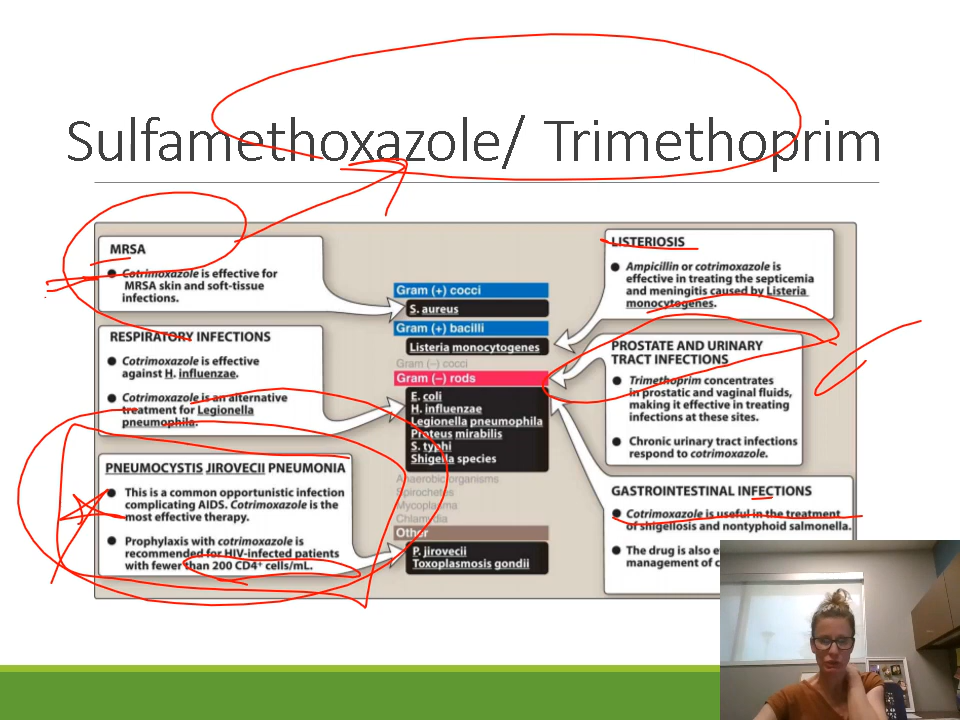 Sulfamethoxazole/ Trimethoprim
MRSA
● Cotrimoxazole is effective for
MRSA skin and soft-tissue
infections.
RESPIRATORY INFECTIONS
● Cotrimoxazole is effective
against H. influenzae.
● Cotrimoxazole is an alternative
treatment for Legionella
pneumophila.
PNEUMOCYSTIS JIROVECII PNEUMONIA
● This is a common opportunistic infection
complicating AIDS. Cotrimoxazole is the
most effective therapy.
● Prophylaxis with cotrimoxazole is
recommended for HIV-infected patients
with fewer than 200 CD4+ cells/mL.
Gram (+) cocci
S. aureus
Gram (+) bacilli
Listeria monocytogenes
Gram (–) cocci
Gram (–) rods
E. coli
H. influenzae
Legionella pneumophila
Proteus mirabilis
S. typhi
Shigella species
Anaerobic organisms
Spirochetes
Mycoplasma
Chlamydia
Other
P. jirovecii
Toxoplasmosis gondii
LISTERIOSIS
● Ampicillin or cotrimoxazole is
effective in treating the septicemia
and meningitis caused by Listeria
monocytogenes.
PROSTATE AND URINARY
TRACT INFECTIONS
● Trimethoprim concentrates
in prostatic and vaginal fluids,
making it effective in treating
infections at these sites.
● Chronic urinary tract infections
respond to cotrimoxazole.
GASTROINTESTINAL INFECTIONS
● Cotrimoxazole is useful in the treatment
of shigellosis and nontyphoid salmonella.
● The drug is also
management of